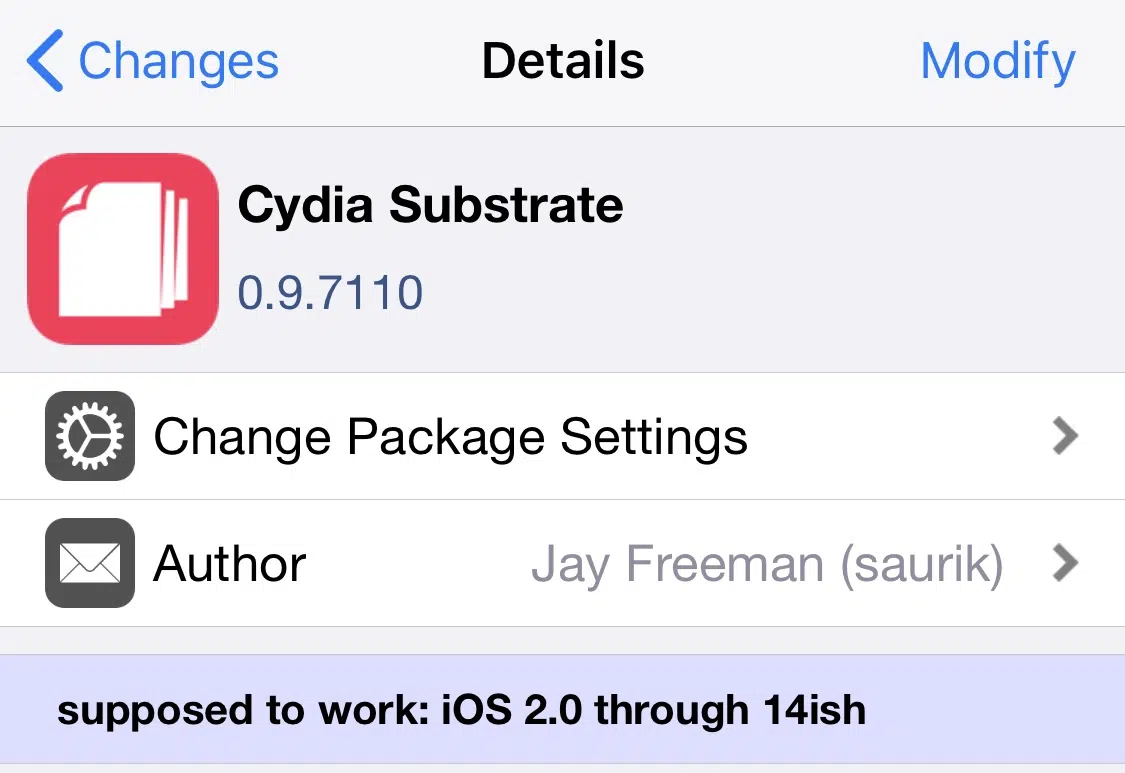 Changes Details Modify
Cydia Substrate
0.9.7110
Change Package Settings
Author Jay Freeman (saurik)
supposed to work: iOS 2.0 through 14ish